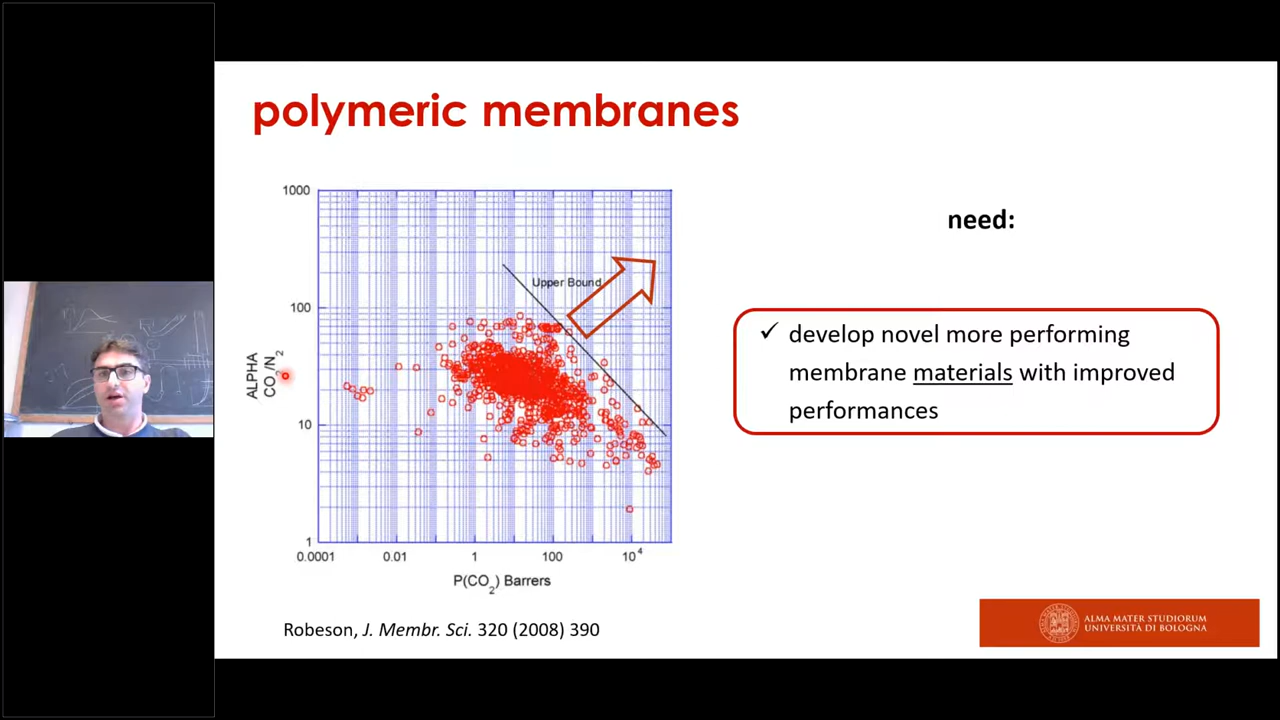 polymeric membranes
1000
100
10
1
0.0001
0.01
1
100
10⁴
ALPHA
CO₂/N₂
P(CO₂) Barrers
Upper Bound
need:
✓ develop novel more performing
membrane materials with improved
performances
Robeson, J. Membr. Sci. 320 (2008) 390
ALMA MATER STUDIORUM
UNIVERSITÀ DI BOLOGNA